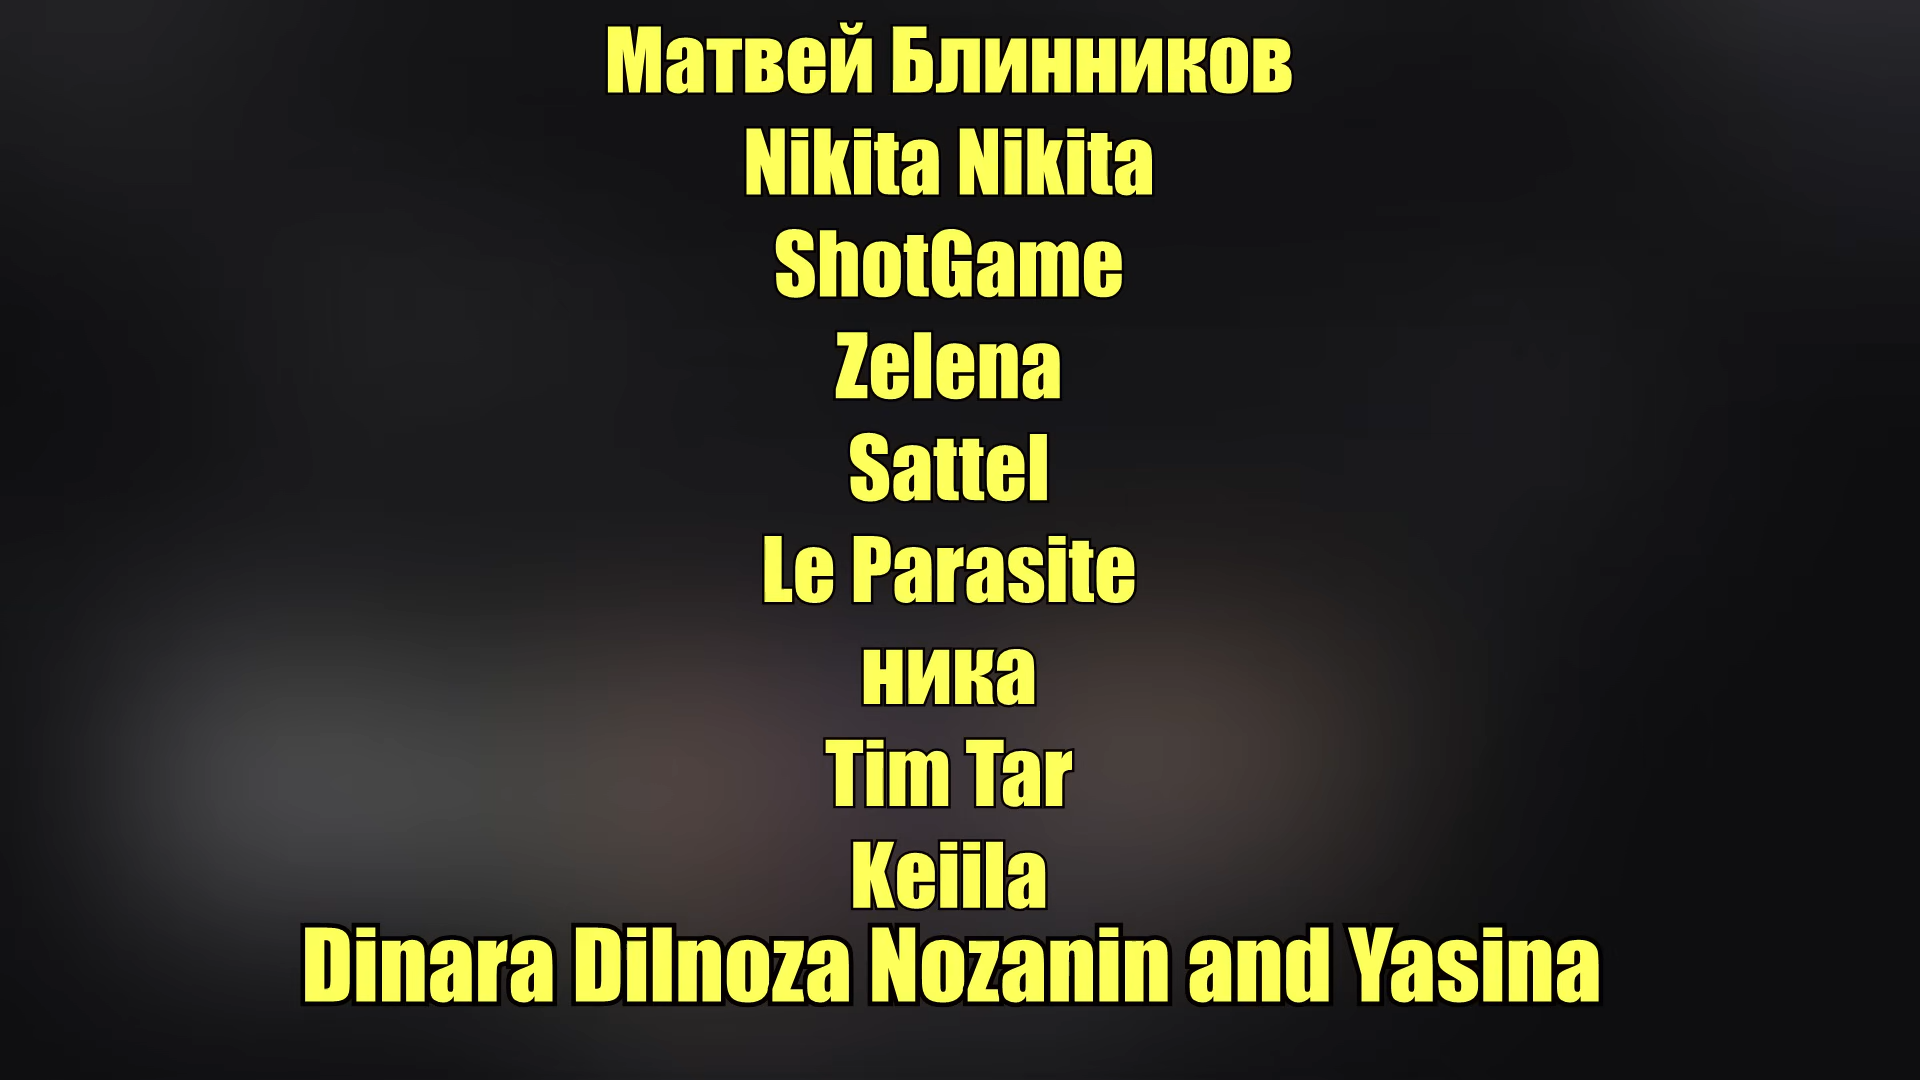 Матвей Блинников
Nikita Nikita
ShotGame
Zelena
Sattel
Le Parasite
ника
Tim Tar
Keiila
Dinara Dilnoza Nozanin and Yasina